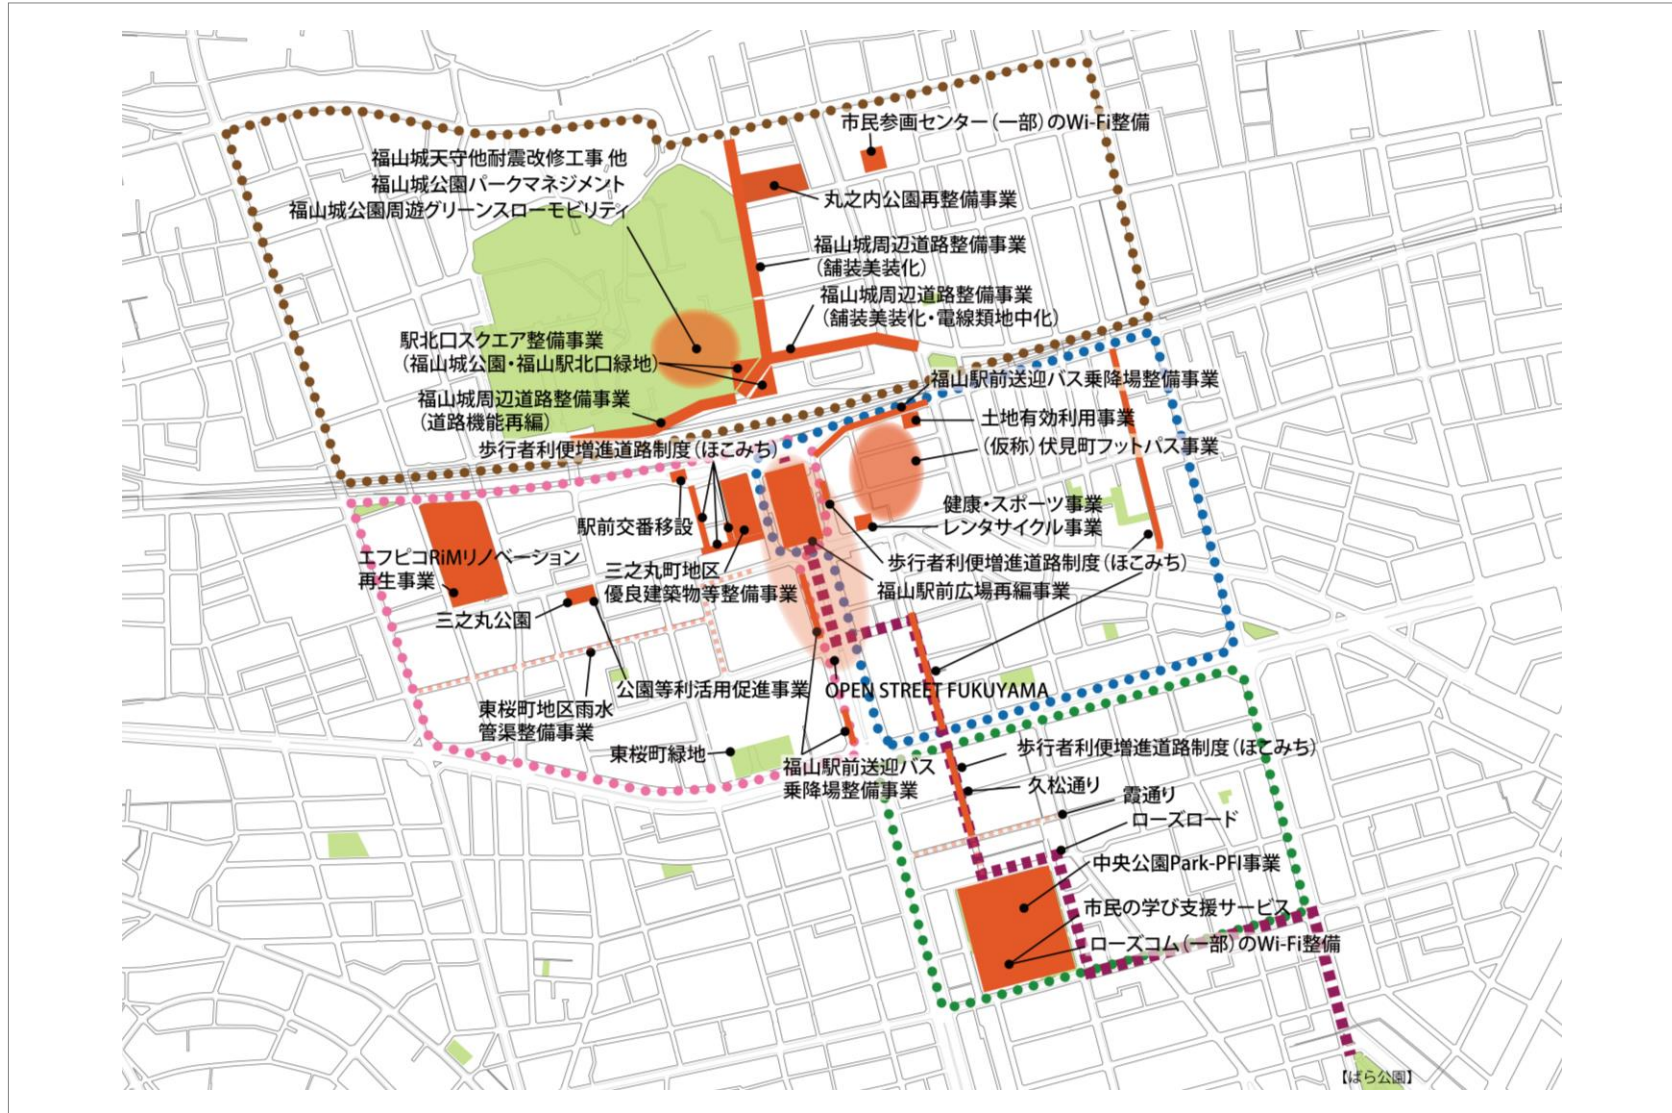 市民参画センター（一部）のWi-Fi整備
福山城天守他耐震改修工事 他
福山城公園パークマネジメント
福山城公園周遊グリーンスローモビリティ
丸之内公園再整備事業
福山城周辺道路整備事業
（舗装美装化）
福山城周辺道路整備事業
（舗装美装化・電線類地中化）
駅北口スクエア整備事業
（福山城公園・福山駅北口緑地）
福山城周辺道路整備事業
（道路機能再編）
福山駅前送迎バス乗降場整備事業
土地有効利用事業
（仮称）伏見町フットパス事業
歩行者利便増進道路制度（ほこみち）
駅前交番移設
健康・スポーツ事業
レンタサイクル事業
エフピコRiMリノベーション
再生事業
三之丸町地区
優良建築物等整備事業
歩行者利便増進道路制度（ほこみち）
福山駅前広場再編事業
三之丸公園
公園等利活用促進事業
OPEN STREET FUKUYAMA
東桜町地区雨水
管渠整備事業
東桜町緑地
福山駅前送迎バス
乗降場整備事業
歩行者利便増進道路制度（ほこみち）
久松通り
霞通り
ローズロード
中央公園Park-PFI事業
市民の学び支援サービス
ローズコム（一部）のWi-Fi整備
【ばら公園】